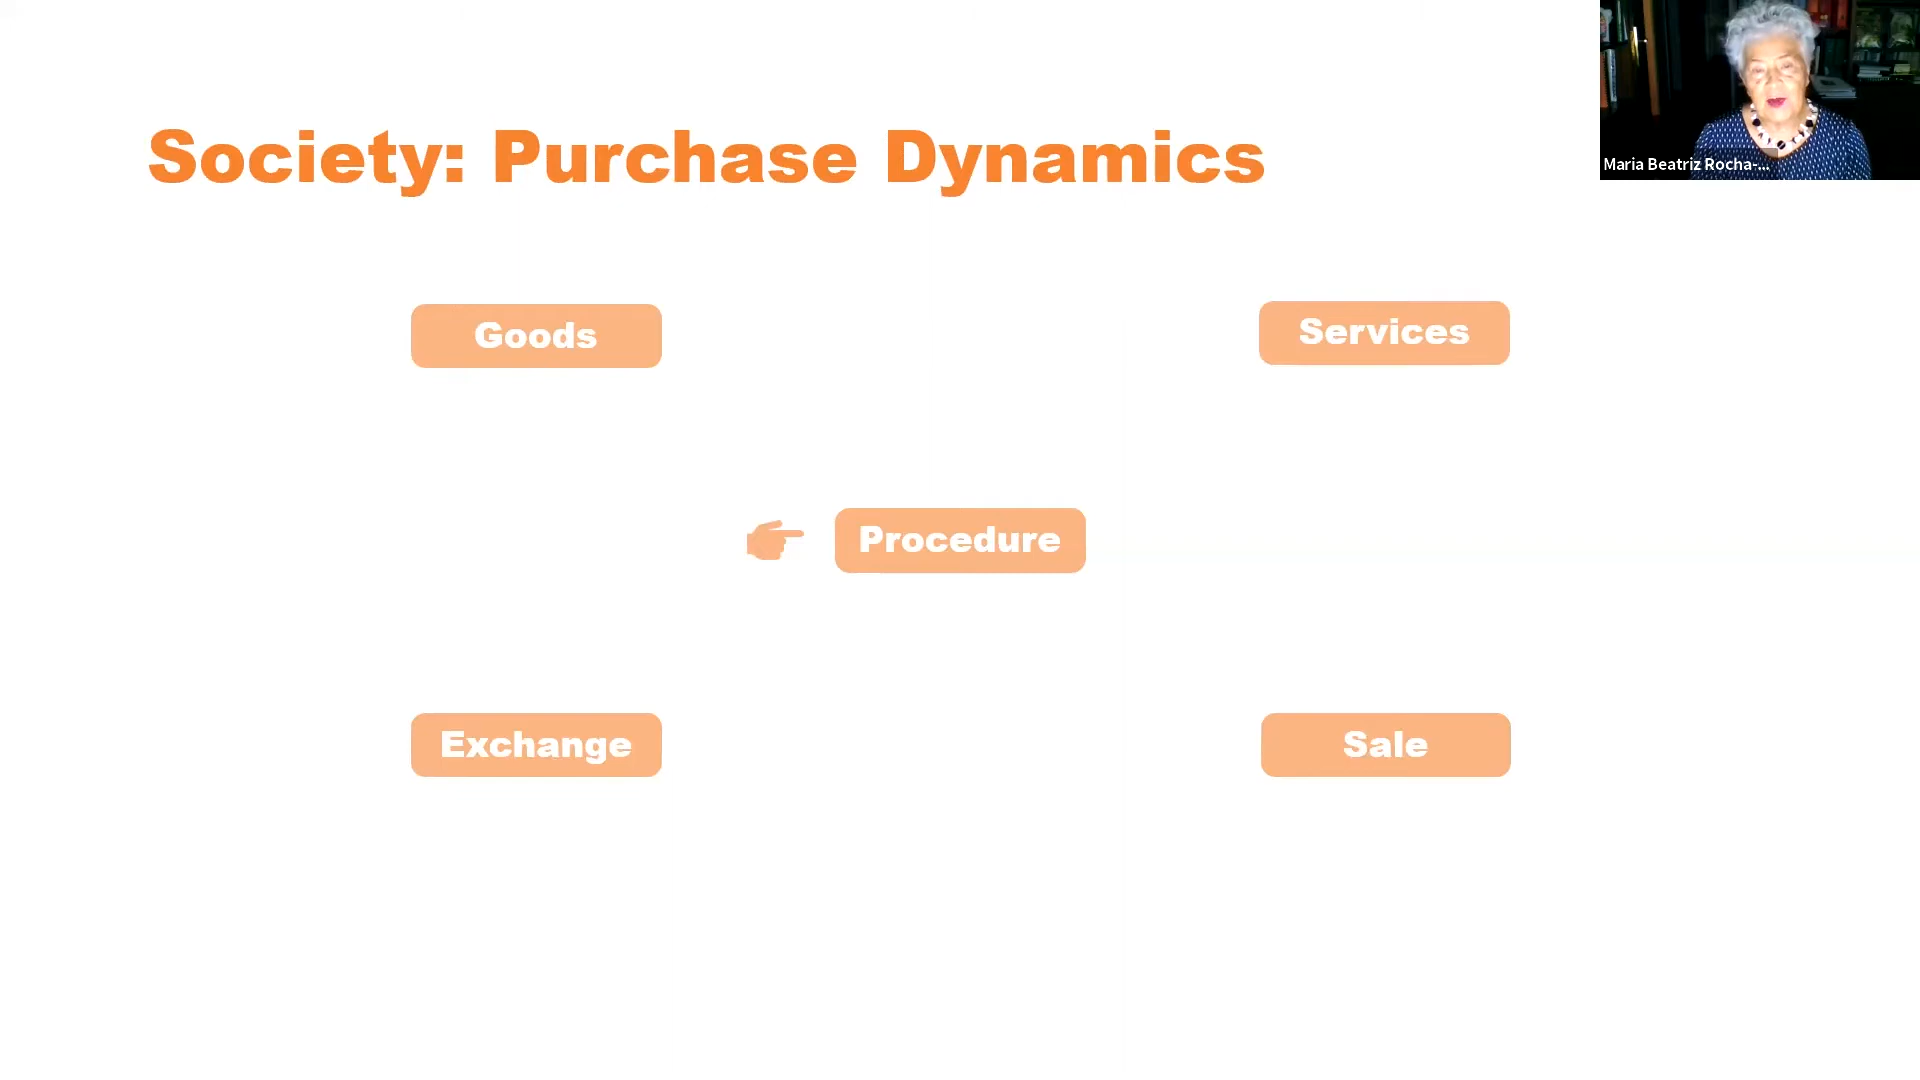 Society: Purchase Dynamics
Maria Beatriz Rocha-...
Goods
Services
Procedure
Exchange
Sale